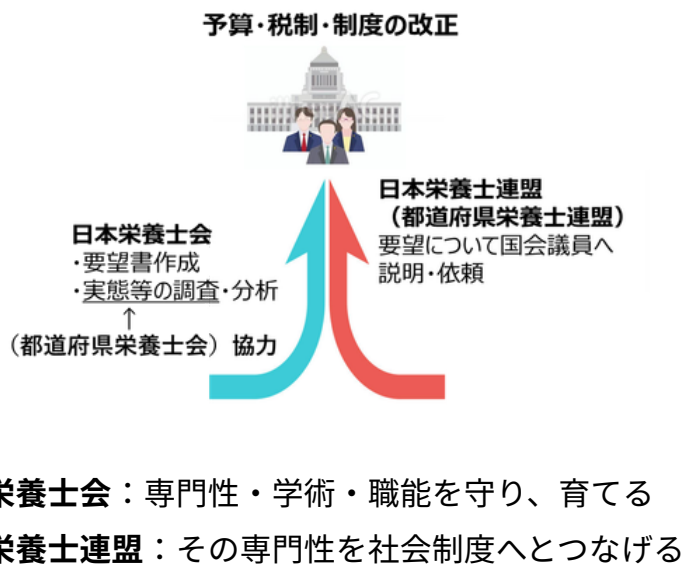 予算・税制・制度の改正
日本栄養士連盟
（都道府県栄養士連盟）
要望について国会議員へ
説明・依頼
日本栄養士会
・要望書作成
・実態等の調査・分析
↑
（都道府県栄養士会）協力
栄養士会：専門性・学術・職能を守り、育てる
栄養士連盟：その専門性を社会制度へとつなげる